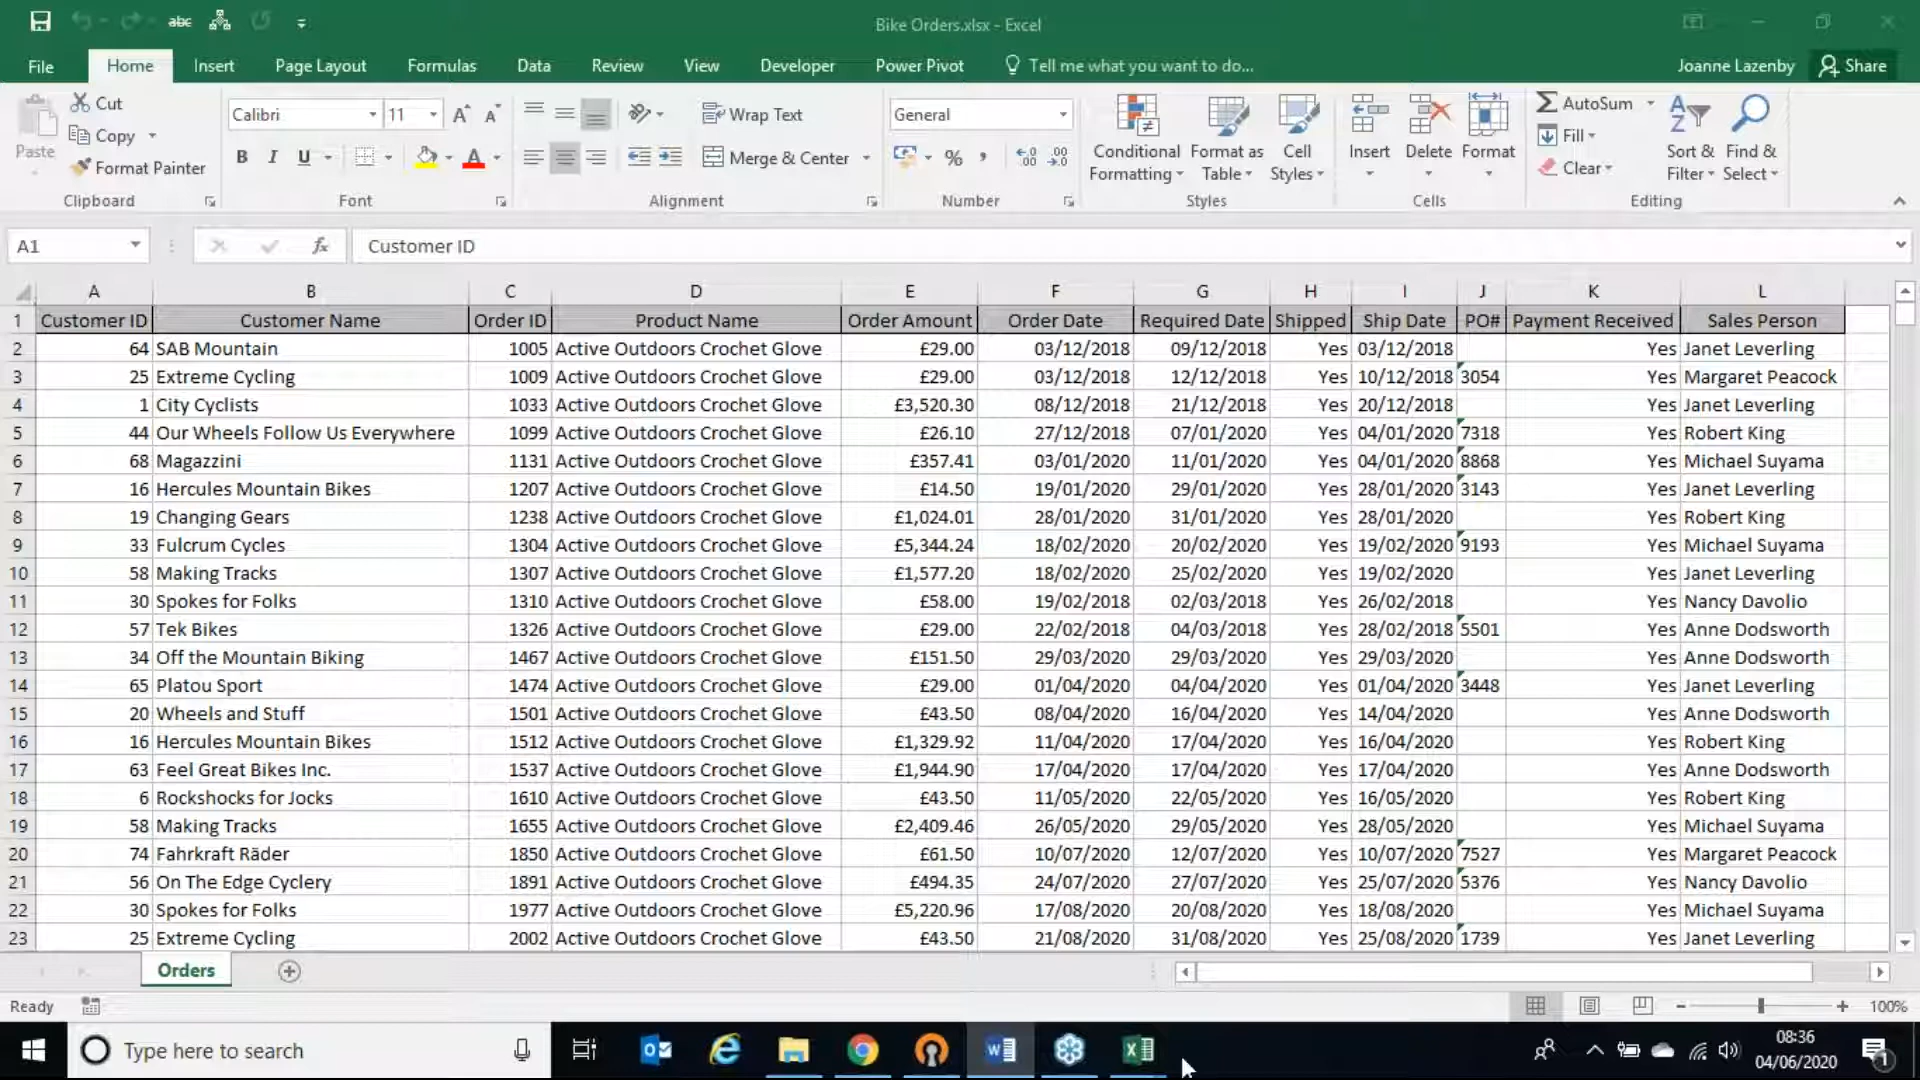 abc
Bike Orders.xlsx - Excel
File Home Insert Page Layout Formulas Data Review View Developer Power Pivot Tell me what you want to do... Joanne Lazenby Share
Paste
Cut
Copy
Format Painter
Clipboard
Calibri 11
B I U
Font
Wrap Text
Merge & Center
Alignment
General
%
Number
Conditional Formatting
Format as Table
Cell Styles
Styles
Insert Delete Format
Cells
AutoSum
Fill
Clear
Sort & Filter
Find & Select
Editing
A1 fx Customer ID
A B C D E F G H I J K L
1 Customer ID Customer Name Order ID Product Name Order Amount Order Date Required Date Shipped Ship Date PO# Payment Received Sales Person
2 64 SAB Mountain 1005 Active Outdoors Crochet Glove £29.00 03/12/2018 09/12/2018 Yes 03/12/2018 Yes Janet Leverling
3 25 Extreme Cycling 1009 Active Outdoors Crochet Glove £29.00 03/12/2018 12/12/2018 Yes 10/12/2018 3054 Yes Margaret Peacock
4 1 City Cyclists 1033 Active Outdoors Crochet Glove £3,520.30 08/12/2018 21/12/2018 Yes 20/12/2018 Yes Janet Leverling
5 44 Our Wheels Follow Us Everywhere 1099 Active Outdoors Crochet Glove £26.10 27/12/2018 07/01/2020 Yes 04/01/2020 7318 Yes Robert King
6 68 Magazzini 1131 Active Outdoors Crochet Glove £357.41 03/01/2020 11/01/2020 Yes 04/01/2020 8868 Yes Michael Suyama
7 16 Hercules Mountain Bikes 1207 Active Outdoors Crochet Glove £14.50 19/01/2020 29/01/2020 Yes 28/01/2020 3143 Yes Janet Leverling
8 19 Changing Gears 1238 Active Outdoors Crochet Glove £1,024.01 28/01/2020 31/01/2020 Yes 28/01/2020 Yes Robert King
9 33 Fulcrum Cycles 1304 Active Outdoors Crochet Glove £5,344.24 18/02/2020 20/02/2020 Yes 19/02/2020 9193 Yes Michael Suyama
10 58 Making Tracks 1307 Active Outdoors Crochet Glove £1,577.20 18/02/2020 25/02/2020 Yes 19/02/2020 Yes Janet Leverling
11 30 Spokes for Folks 1310 Active Outdoors Crochet Glove £58.00 19/02/2018 02/03/2018 Yes 26/02/2018 Yes Nancy Davolio
12 57 Tek Bikes 1326 Active Outdoors Crochet Glove £29.00 22/02/2018 04/03/2018 Yes 28/02/2018 5501 Yes Anne Dodsworth
13 34 Off the Mountain Biking 1467 Active Outdoors Crochet Glove £151.50 29/03/2020 29/03/2020 Yes 29/03/2020 Yes Anne Dodsworth
14 65 Platou Sport 1474 Active Outdoors Crochet Glove £29.00 01/04/2020 04/04/2020 Yes 01/04/2020 3448 Yes Janet Leverling
15 20 Wheels and Stuff 1501 Active Outdoors Crochet Glove £43.50 08/04/2020 16/04/2020 Yes 14/04/2020 Yes Anne Dodsworth
16 16 Hercules Mountain Bikes 1512 Active Outdoors Crochet Glove £1,329.92 11/04/2020 17/04/2020 Yes 16/04/2020 Yes Robert King
17 63 Feel Great Bikes Inc. 1537 Active Outdoors Crochet Glove £1,944.90 17/04/2020 17/04/2020 Yes 17/04/2020 Yes Anne Dodsworth
18 6 Rockshocks for Jocks 1610 Active Outdoors Crochet Glove £43.50 11/05/2020 22/05/2020 Yes 16/05/2020 Yes Robert King
19 58 Making Tracks 1655 Active Outdoors Crochet Glove £2,409.46 26/05/2020 29/05/2020 Yes 28/05/2020 Yes Michael Suyama
20 74 Fahrkraft Räder 1850 Active Outdoors Crochet Glove £61.50 10/07/2020 12/07/2020 Yes 10/07/2020 7527 Yes Margaret Peacock
21 56 On The Edge Cyclery 1891 Active Outdoors Crochet Glove £494.35 24/07/2020 27/07/2020 Yes 25/07/2020 5376 Yes Nancy Davolio
22 30 Spokes for Folks 1977 Active Outdoors Crochet Glove £5,220.96 17/08/2020 20/08/2020 Yes 18/08/2020 Yes Michael Suyama
23 25 Extreme Cycling 2002 Active Outdoors Crochet Glove £43.50 21/08/2020 31/08/2020 Yes 25/08/2020 1739 Yes Janet Leverling
Orders
Ready 100%
Type here to search
08:36
04/06/2020
1